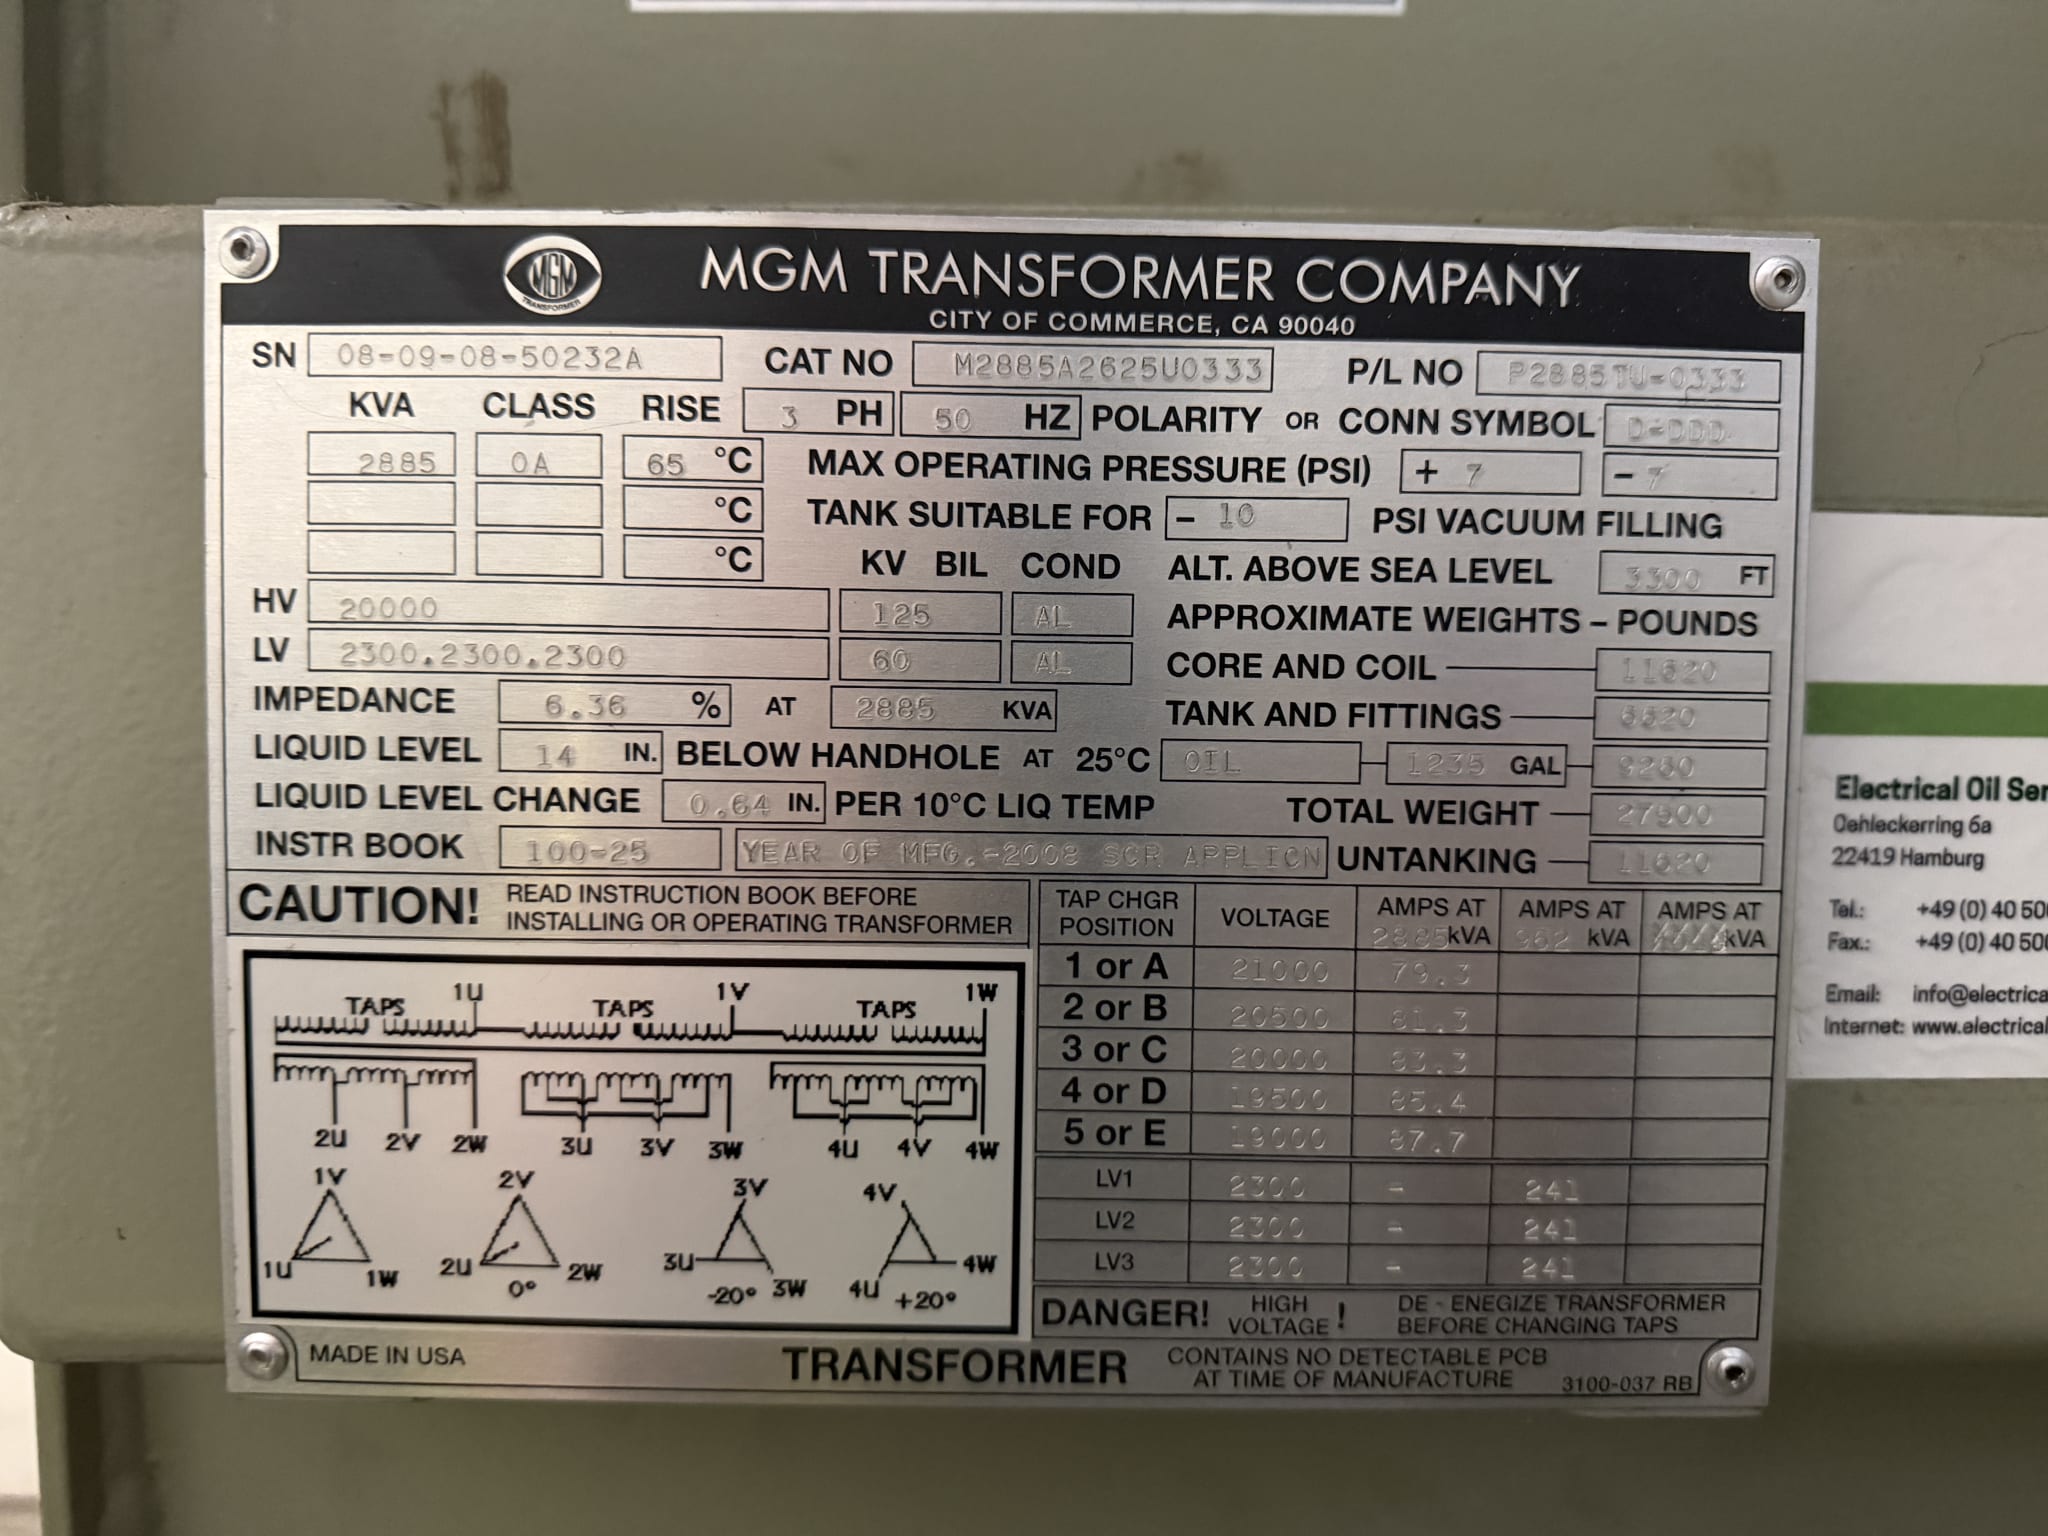 MGM
TRANSFORMER
MGM TRANSFORMER COMPANY
CITY OF COMMERCE, CA 90040
SN 08-09-08-50232A CAT NO M2885A2625U0333 P/L NO P2885TU-0333
KVA CLASS RISE 3 PH 50 HZ POLARITY OR CONN SYMBOL D-DDD
2885 OA 65 °C MAX OPERATING PRESSURE (PSI) + 7 - 7
°C TANK SUITABLE FOR - 10 PSI VACUUM FILLING
°C KV BIL COND ALT. ABOVE SEA LEVEL 3300 FT
HV 20000 125 AL APPROXIMATE WEIGHTS – POUNDS
LV 2300.2300.2300 60 AL CORE AND COIL 11620
IMPEDANCE 6.36 % AT 2885 KVA TANK AND FITTINGS 6620
LIQUID LEVEL 14 IN. BELOW HANDHOLE AT 25°C OIL 1235 GAL 9260
LIQUID LEVEL CHANGE 0.64 IN. PER 10°C LIQ TEMP TOTAL WEIGHT 27500
INSTR BOOK 100-25 YEAR OF MFG.-2008 SCR APPLICN UNTANKING 11620
CAUTION! READ INSTRUCTION BOOK BEFORE
INSTALLING OR OPERATING TRANSFORMER
TAPS 1U TAPS 1V TAPS 1W
2U 2V 2W 3U 3V 3W 4U 4V 4W
1V 2V 3V 4V
1U 1W 2U 0° 2W 3U -20° 3W 4U +20° 4W
TAP CHGR POSITION VOLTAGE AMPS AT 2885 kVA AMPS AT 962 kVA AMPS AT kVA
1 or A 21000 79.3
2 or B 20500 81.3
3 or C 20000 83.3
4 or D 19500 85.4
5 or E 19000 87.7
LV1 2300 - 241
LV2 2300 - 241
LV3 2300 - 241
DANGER! HIGH VOLTAGE ! DE - ENEGIZE TRANSFORMER
BEFORE CHANGING TAPS
MADE IN USA TRANSFORMER CONTAINS NO DETECTABLE PCB
AT TIME OF MANUFACTURE 3100-037 RB
Electrical Oil Ser
Oehleckerring 6a
22419 Hamburg
Tel.: +49 (0) 40 50
Fax.: +49 (0) 40 50
Email: info@electrica
Internet: www.electrical